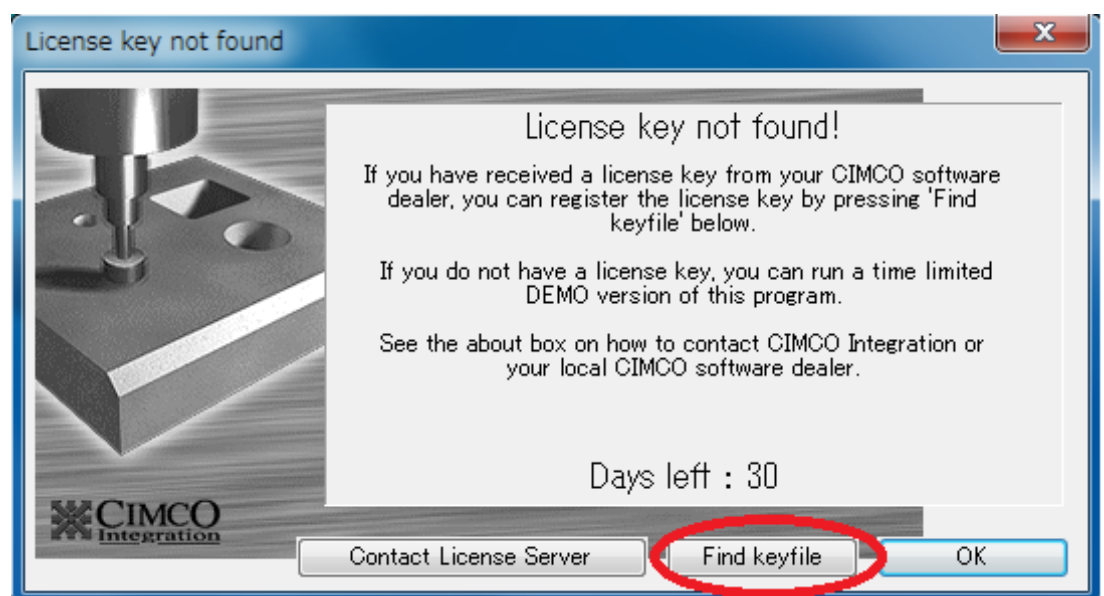 License key not found
License key not found!
If you have received a license key from your CIMCO software
dealer, you can register the license key by pressing 'Find
keyfile' below.
If you do not have a license key, you can run a time limited
DEMO version of this program.
See the about box on how to contact CIMCO Integration or
your local CIMCO software dealer.
Days left : 30
CIMCO
Integration
Contact License Server
Find keyfile
OK